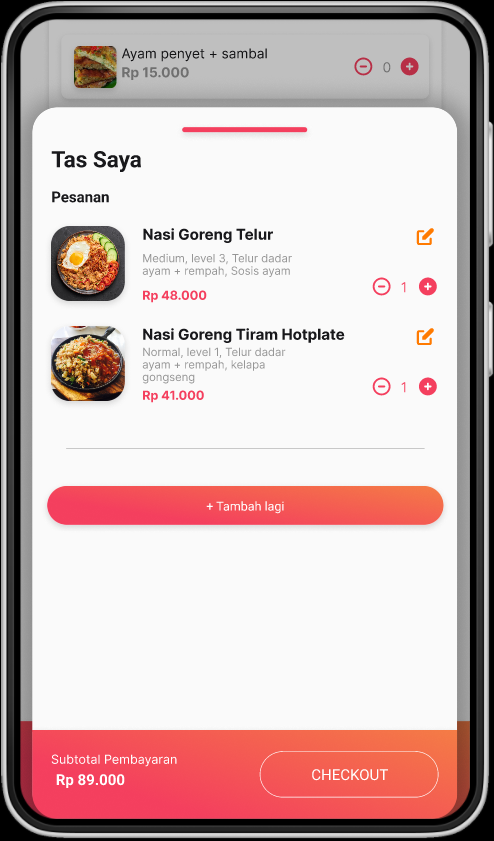 Ayam penyet + sambal
Rp 15.000
0
Tas Saya
Pesanan
Nasi Goreng Telur
Medium, level 3, Telur dadar
ayam + rempah, Sosis ayam
Rp 48.000
1
Nasi Goreng Tiram Hotplate
Normal, level 1, Telur dadar
ayam + rempah, kelapa
gongseng
Rp 41.000
1
+ Tambah lagi
Subtotal Pembayaran
Rp 89.000
CHECKOUT